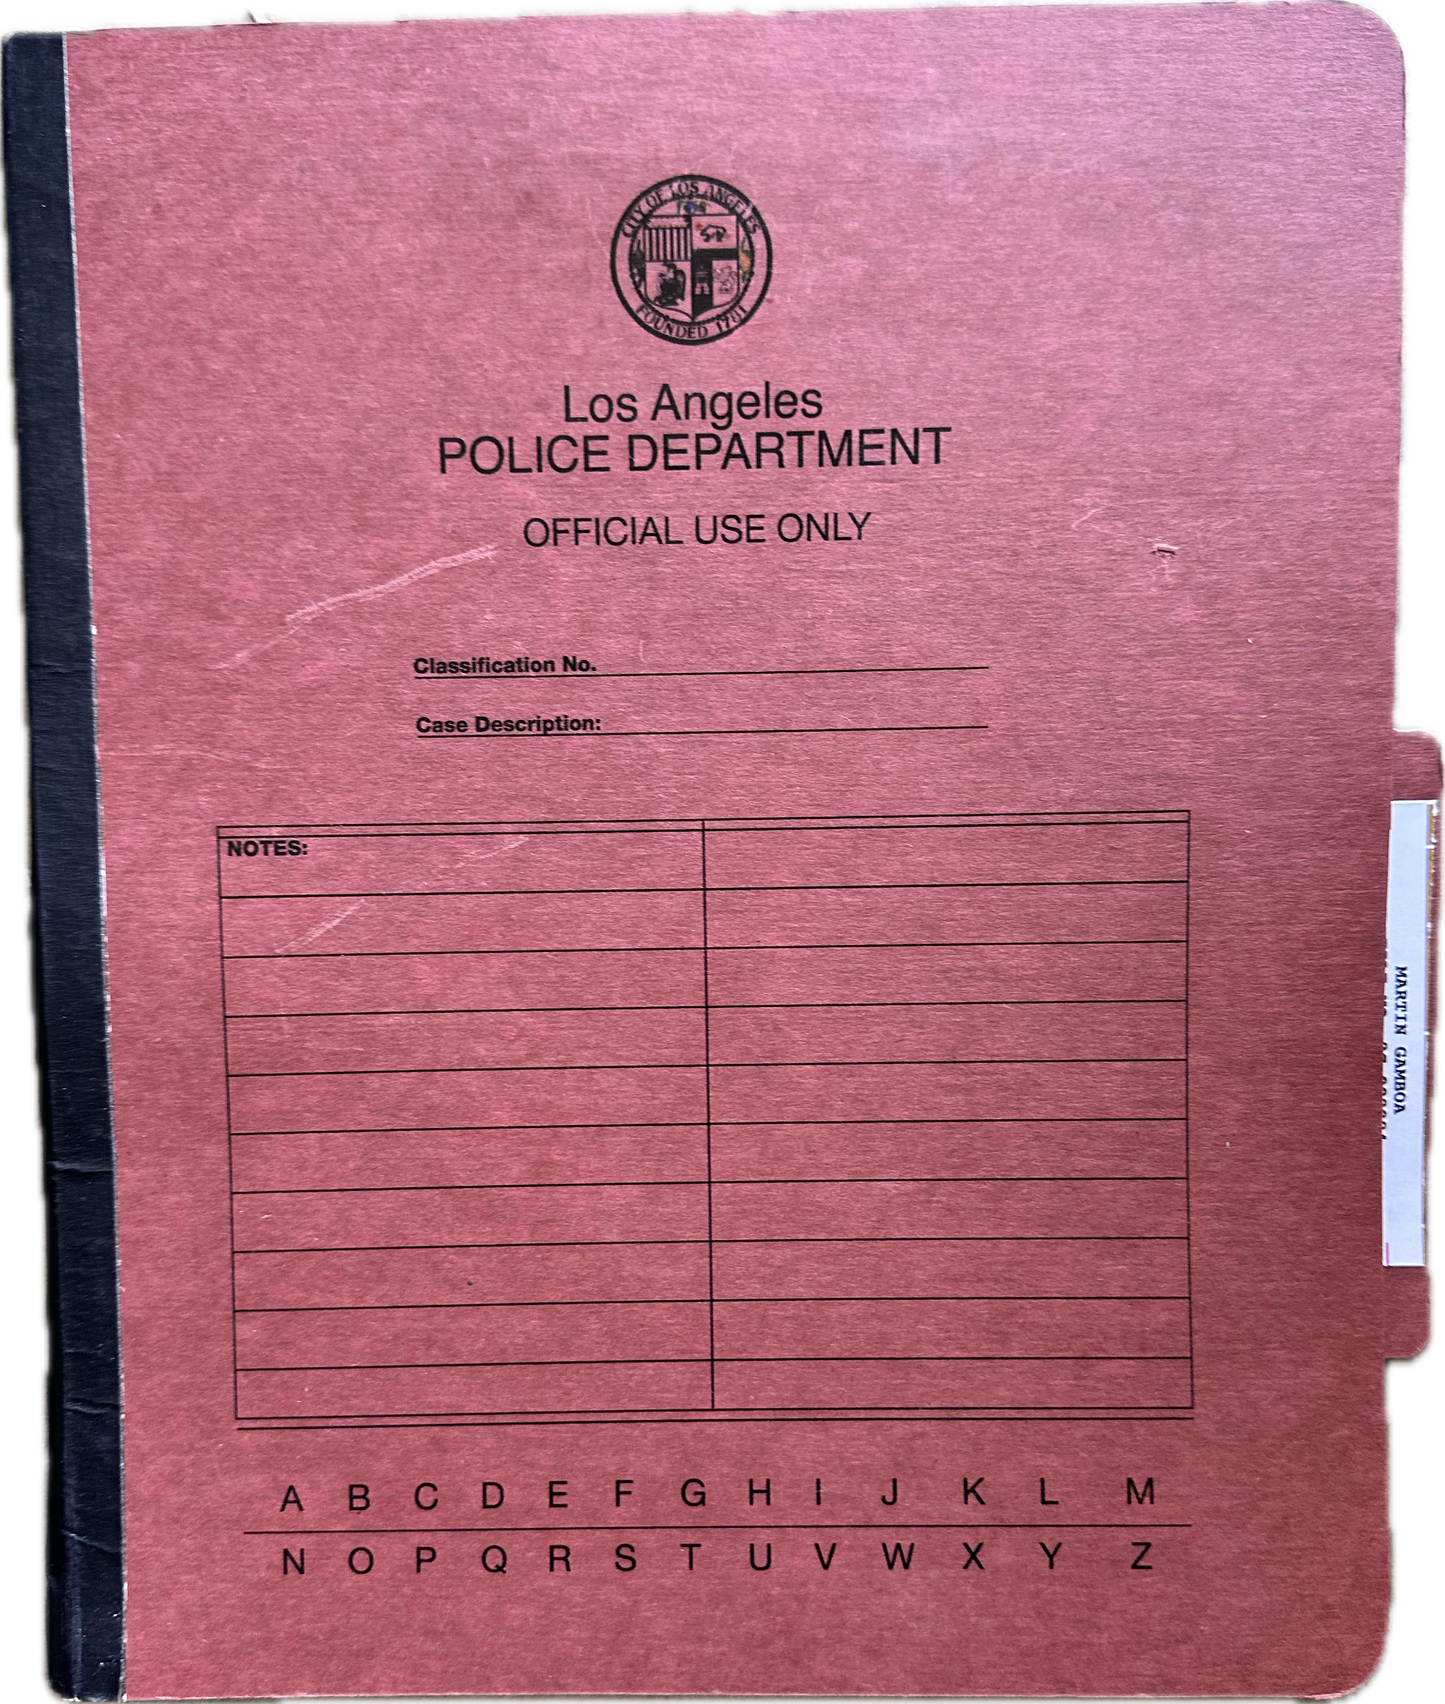 CITY OF LOS ANGELES
FOUNDED 1781
Los Angeles
POLICE DEPARTMENT
OFFICIAL USE ONLY
Classification No.
Case Description:
NOTES:
MARTIN GAMBOA
A B C D E F G H I J K L M
N O P Q R S T U V W X Y Z